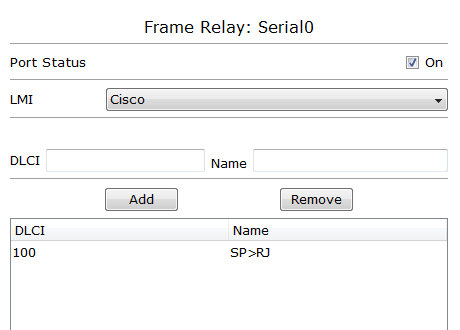 Frame Relay: Serial0
Port Status On
LMI Cisco
DLCI Name
Add Remove
DLCI Name
100 SP>RJ